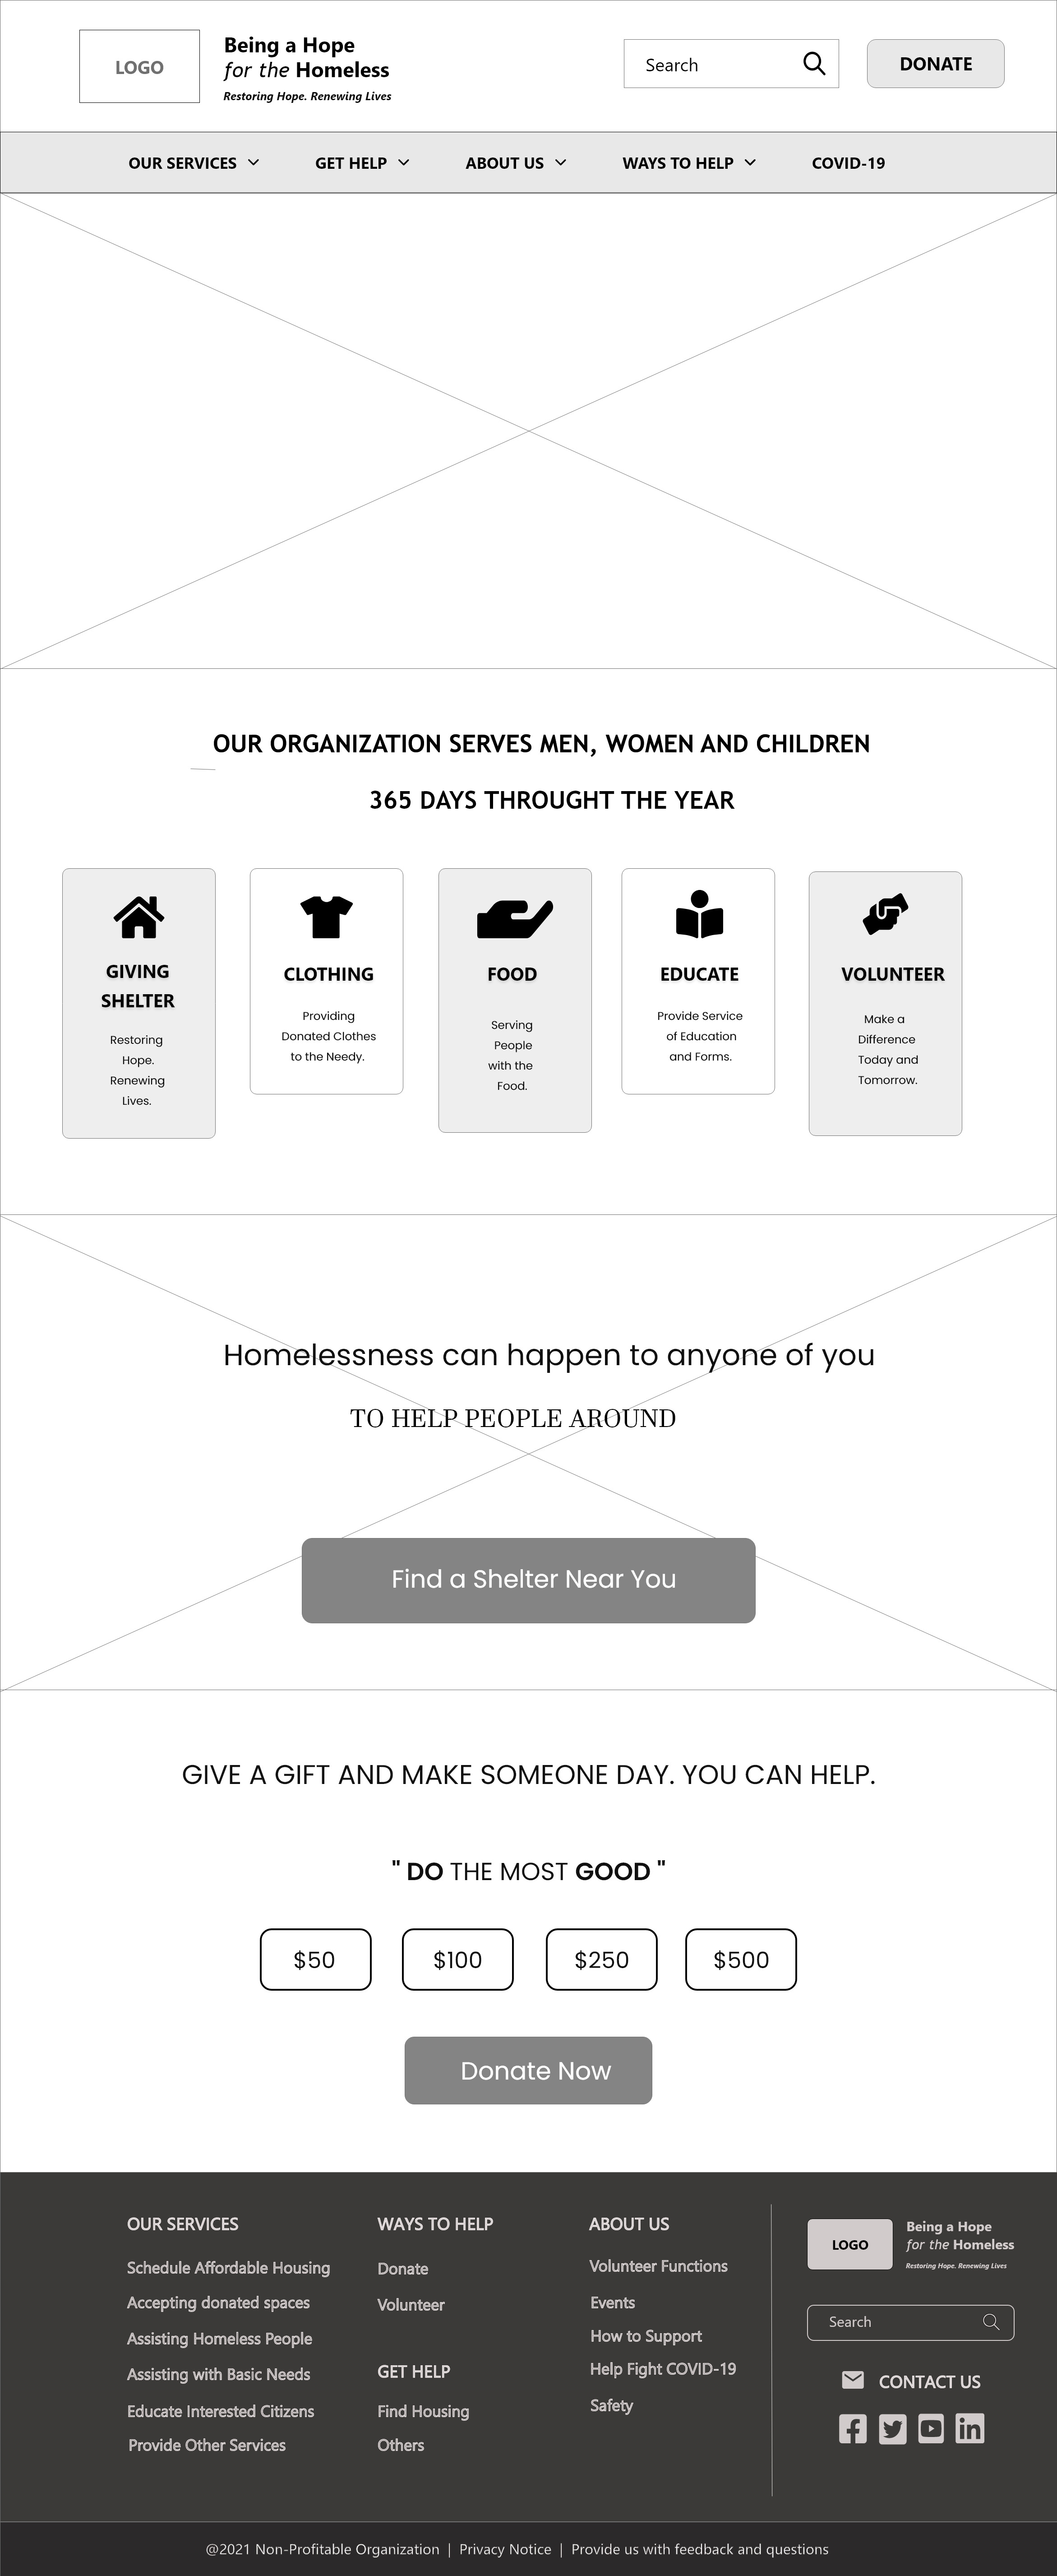 LOGO
Being a Hope
for the Homeless
Restoring Hope. Renewing Lives
Search
DONATE
OUR SERVICES
GET HELP
ABOUT US
WAYS TO HELP
COVID-19
OUR ORGANIZATION SERVES MEN, WOMEN AND CHILDREN
365 DAYS THROUGHT THE YEAR
GIVING
SHELTER
Restoring
Hope.
Renewing
Lives.
CLOTHING
Providing
Donated Clothes
to the Needy.
FOOD
Serving
People
with the
Food.
EDUCATE
Provide Service
of Education
and Forms.
VOLUNTEER
Make a
Difference
Today and
Tomorrow.
Homelessness can happen to anyone of you
TO HELP PEOPLE AROUND
Find a Shelter Near You
GIVE A GIFT AND MAKE SOMEONE DAY. YOU CAN HELP.
" DO THE MOST GOOD "
$50
$100
$250
$500
Donate Now
OUR SERVICES
Schedule Affordable Housing
Accepting donated spaces
Assisting Homeless People
Assisting with Basic Needs
Educate Interested Citizens
Provide Other Services
WAYS TO HELP
Donate
Volunteer
GET HELP
Find Housing
Others
ABOUT US
Volunteer Functions
Events
How to Support
Help Fight COVID-19
Safety
LOGO
Being a Hope
for the Homeless
Restoring Hope. Renewing Lives
Search
CONTACT US
@2021 Non-Profitable Organization | Privacy Notice | Provide us with feedback and questions